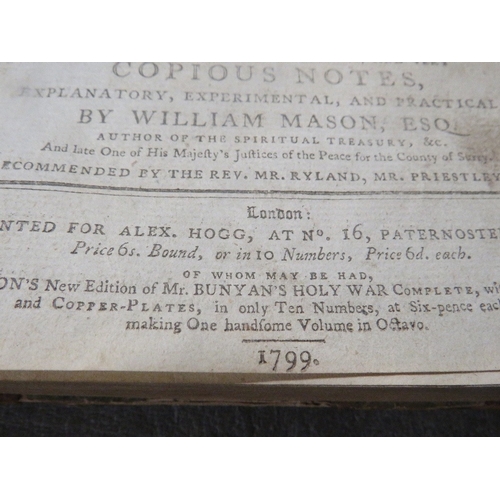 COPIOUS NOTES,
EXPLANATORY, EXPERIMENTAL, AND PRACTICAL
BY WILLIAM MASON, ESQ.
AUTHOR OF THE SPIRITUAL TREASURY, &c.
And late One of His Majeſty's Juſtices of the Peace for the County of Surry.
RECOMMENDED BY THE REV. MR. RYLAND, MR. PRIESTLEY
London:
NTED FOR ALEX. HOGG, AT No. 16, PATERNOSTE
Price 6s. Bound, or in 10 Numbers, Price 6d. each.
OF WHOM MAY BE HAD,
ON'S New Edition of Mr. BUNYAN'S HOLY WAR COMPLETE, wi
and COPPER-PLATES, in only Ten Numbers, at Six-pence eac
making One handſome Volume in Octavo.
1799.